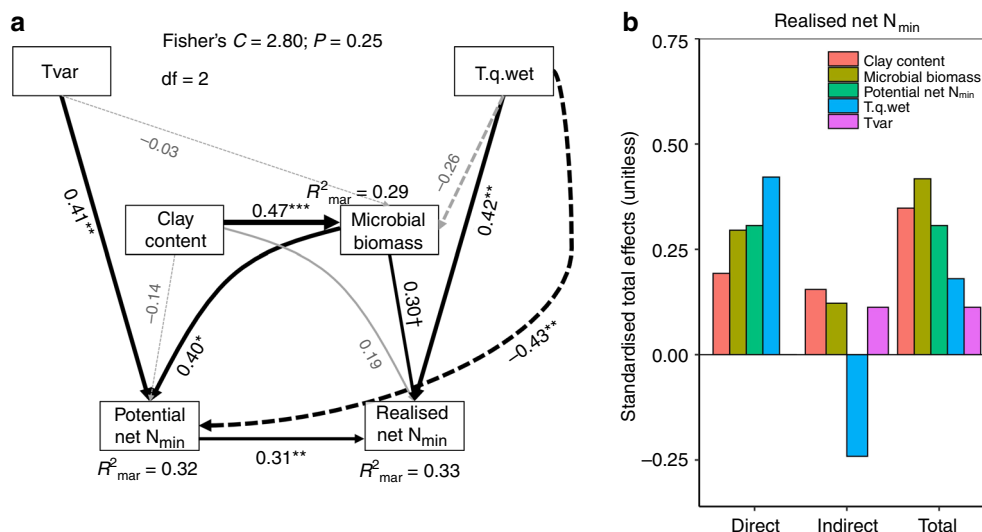 a
Fisher's C = 2.80; P = 0.25
df = 2
Tvar
T.q.wet
−0.03
−0.26
0.41**
0.42**
R²mar = 0.29
Clay
content
0.47***
Microbial
biomass
−0.14
0.40*
0.19
0.30†
−0.43**
Potential
net Nmin
Realised
net Nmin
0.31**
R²mar = 0.32
R²mar = 0.33
b
Realised net Nmin
Standardised total effects (unitless)
0.75
0.50
0.25
0.00
−0.25
Clay content
Microbial biomass
Potential net Nmin
T.q.wet
Tvar
Direct
Indirect
Total